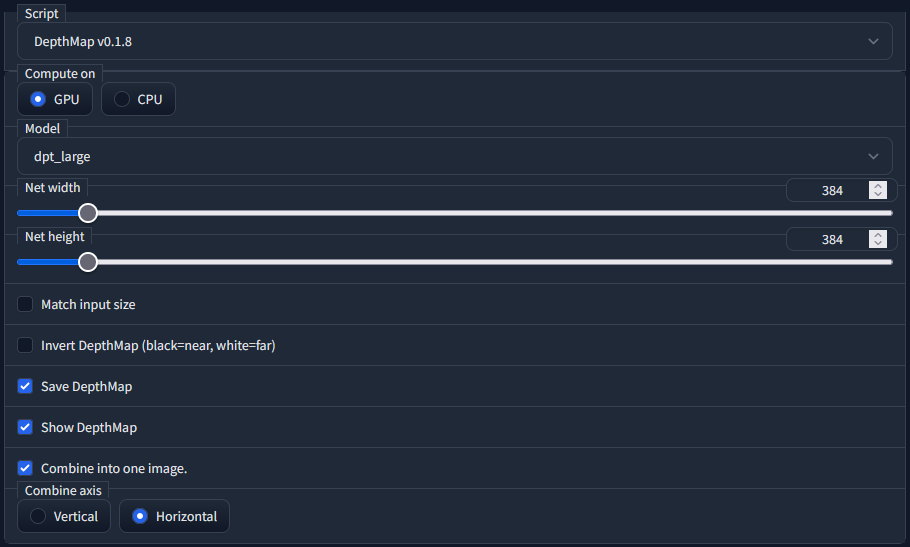 Script
DepthMap v0.1.8
Compute on
GPU CPU
Model
dpt_large
Net width 384
Net height 384
Match input size
Invert DepthMap (black=near, white=far)
Save DepthMap
Show DepthMap
Combine into one image.
Combine axis
Vertical Horizontal